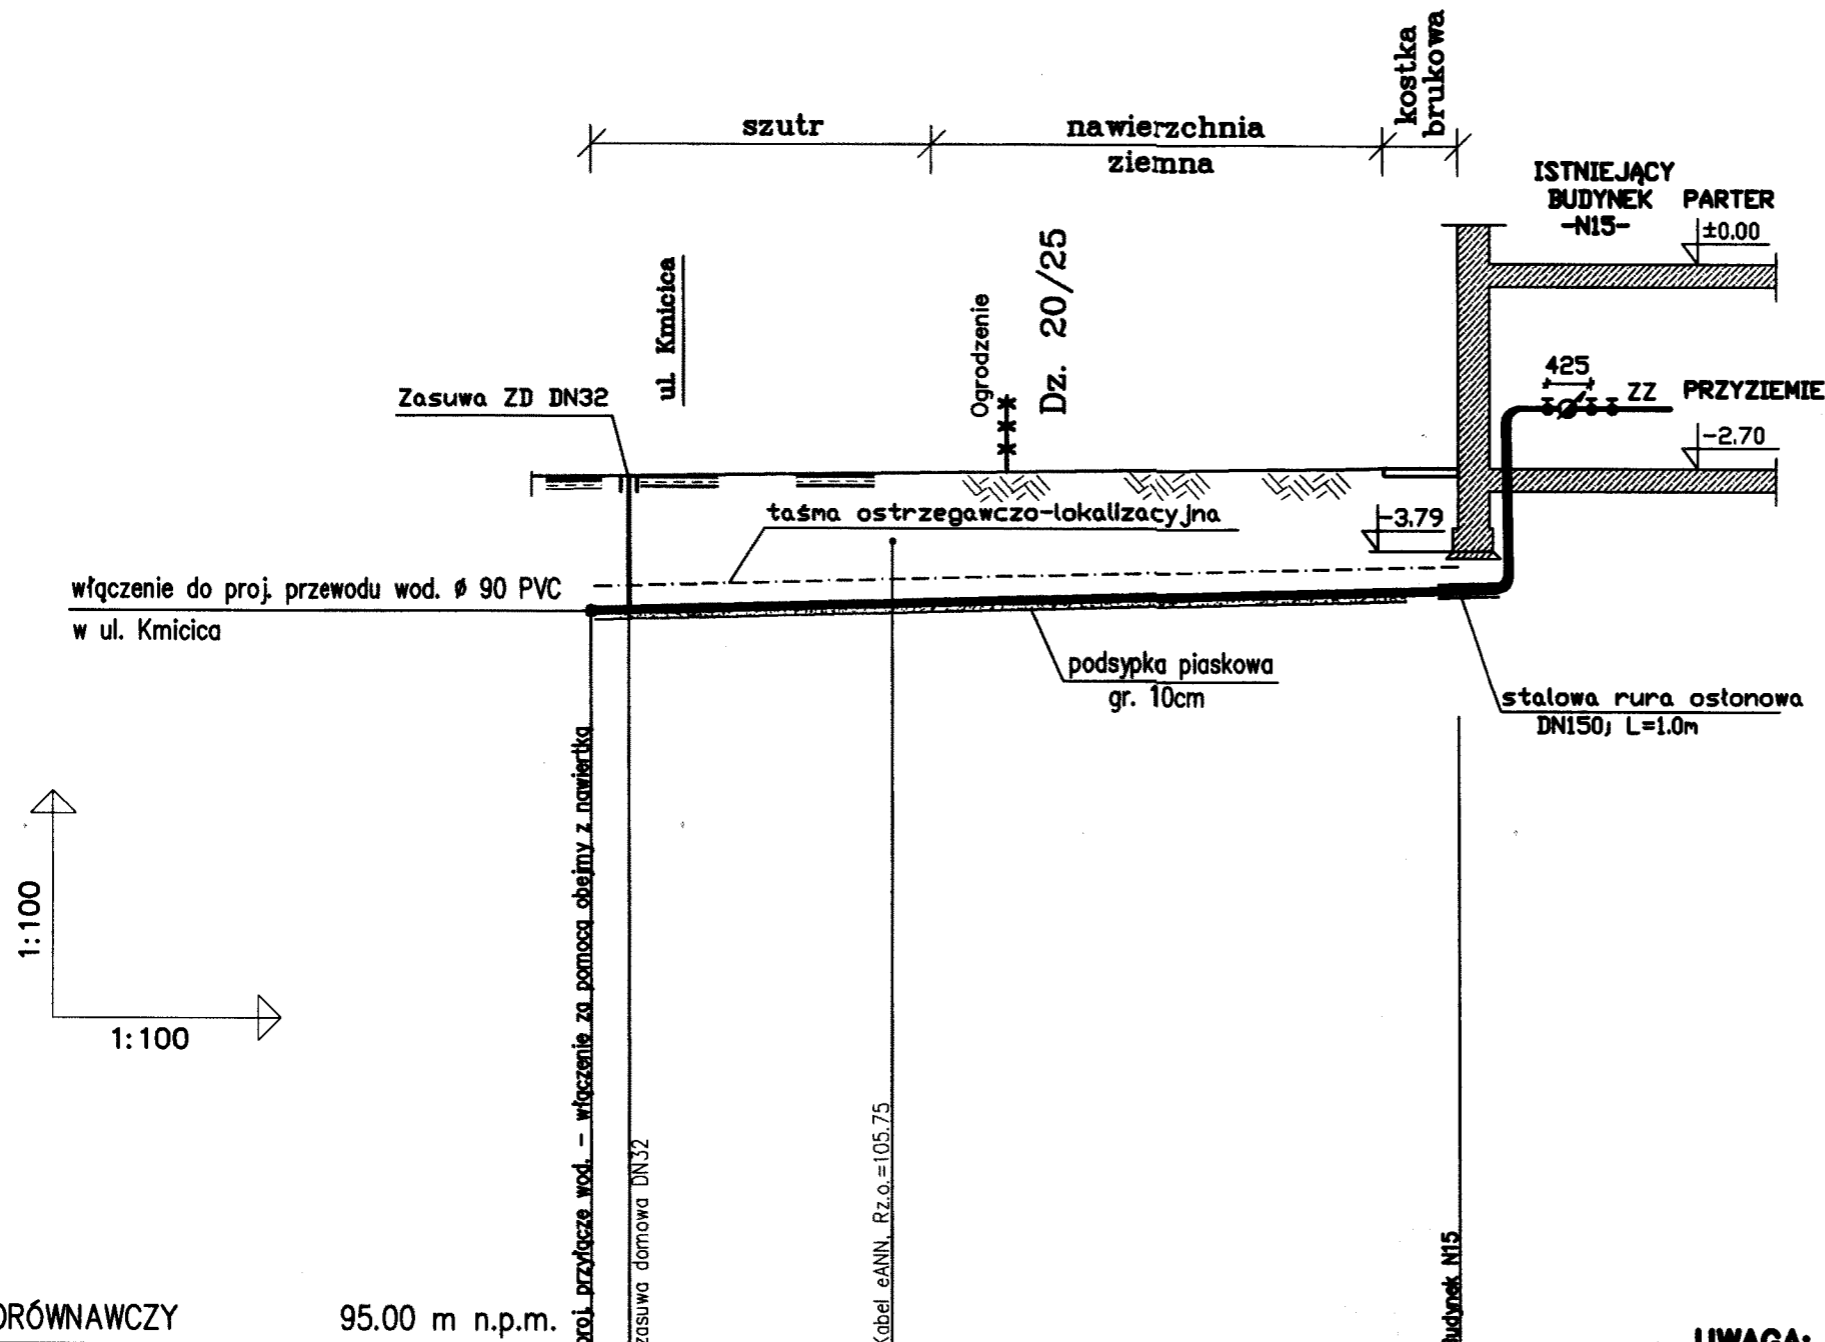 kostka
brukowa
szutr
nawierzchnia
ziemna
ISTNIEJĄCY
BUDYNEK
-N15-
PARTER
±0.00
ul. Kmicica
Ogrodzenie
Dz. 20/25
Zasuwa ZD DN32
425
ZZ
PRZYZIEMIE
-2.70
taśma ostrzegawczo-lokalizacyjna
-3.79
włączenie do proj. przewodu wod. ø 90 PVC
w ul. Kmicica
podsypka piaskowa
gr. 10cm
stalowa rura osłonowa
DN150; L=1.0m
1:100
1:100
proj. przyłącze wod. - włączenie za pomocą obejmy z nawiertką
zasuwa domowa DN32
Kabel eANN, Rz.o.=105.75
udynek N15
ORÓWNAWCZY
95.00 m n.p.m.
UWAGA: